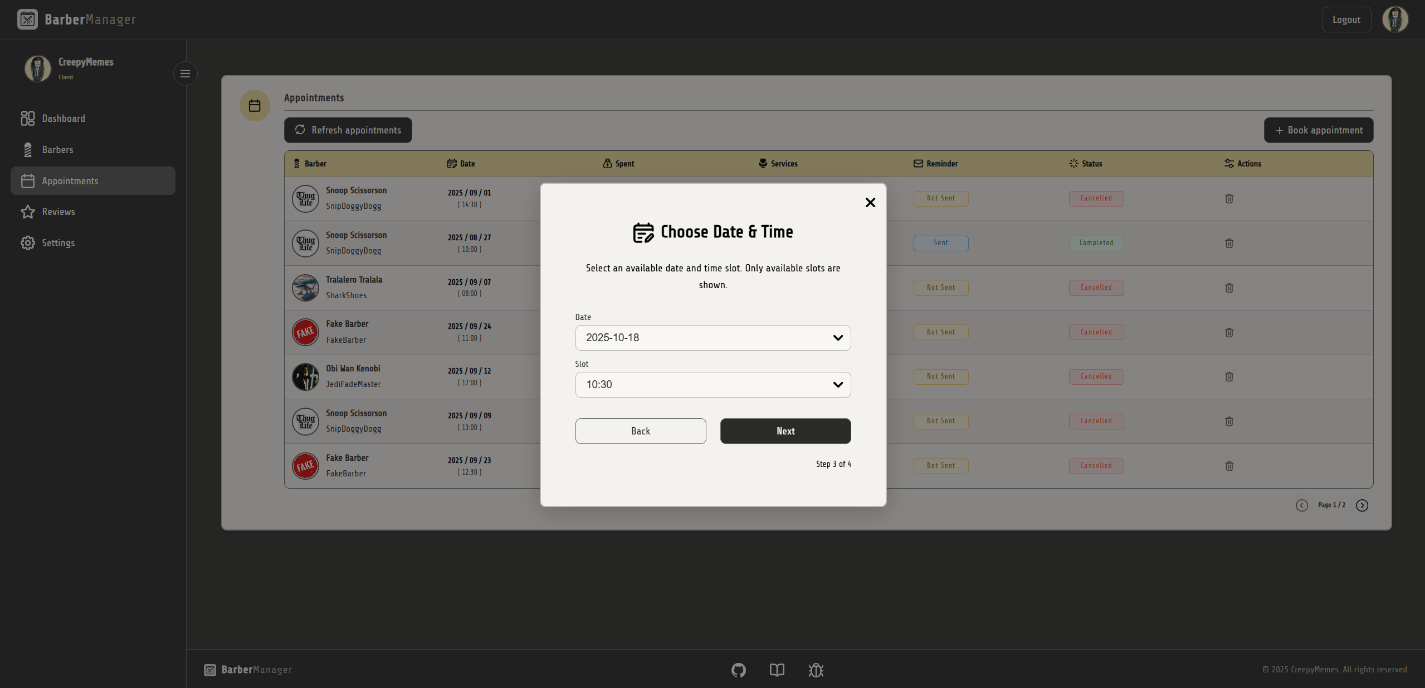 BarberManager
Logout
CreepyMemes
Client
Dashboard
Barbers
Appointments
Reviews
Settings
Appointments
Refresh appointments
+ Book appointment
Barber Date Spent Services Reminder Status Actions
Snoop Scissorson
SnipDoggyDogg
2025 / 09 / 01
[ 14:30 ]
Not Sent
Cancelled
Snoop Scissorson
SnipDoggyDogg
2025 / 08 / 27
[ 10:00 ]
Sent
Completed
Tralalero Tralala
SharkShoes
2025 / 09 / 07
[ 09:00 ]
Not Sent
Cancelled
FAKE
Fake Barber
FakeBarber
2025 / 09 / 24
[ 11:00 ]
Not Sent
Cancelled
Obi Wan Kenobi
JediFadeMaster
2025 / 09 / 12
[ 17:00 ]
Not Sent
Cancelled
Snoop Scissorson
SnipDoggyDogg
2025 / 09 / 09
[ 13:00 ]
Not Sent
Cancelled
FAKE
Fake Barber
FakeBarber
2025 / 09 / 23
[ 12:30 ]
Not Sent
Cancelled
Page 1 / 2
Choose Date & Time
Select an available date and time slot. Only available slots are
shown.
Date
2025-10-18
Slot
10:30
Back
Next
Step 3 of 4
BarberManager
© 2025 CreepyMemes. All rights reserved